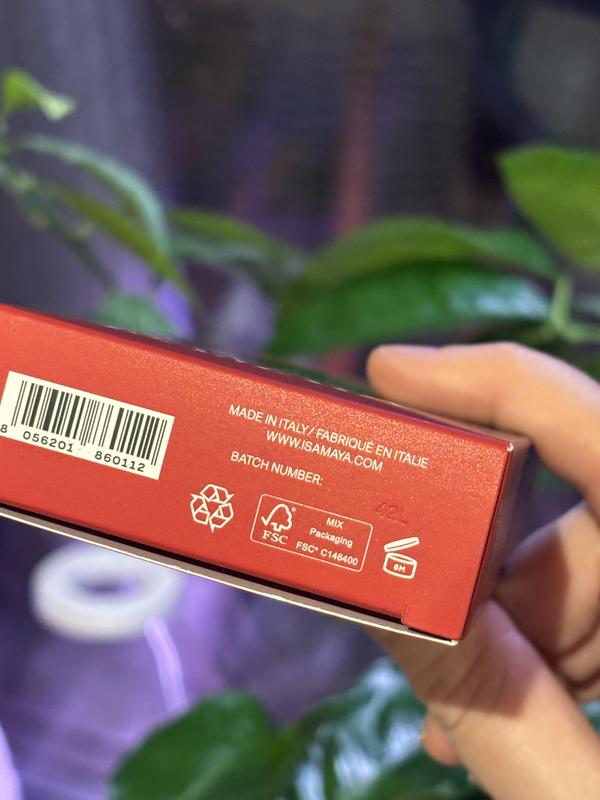 8 056201 860112
MADE IN ITALY/ FABRIQUÉ EN ITALIE
WWW.ISAMAYA.COM
BATCH NUMBER:
FSC
MIX
Packaging
FSC® C146400
6M